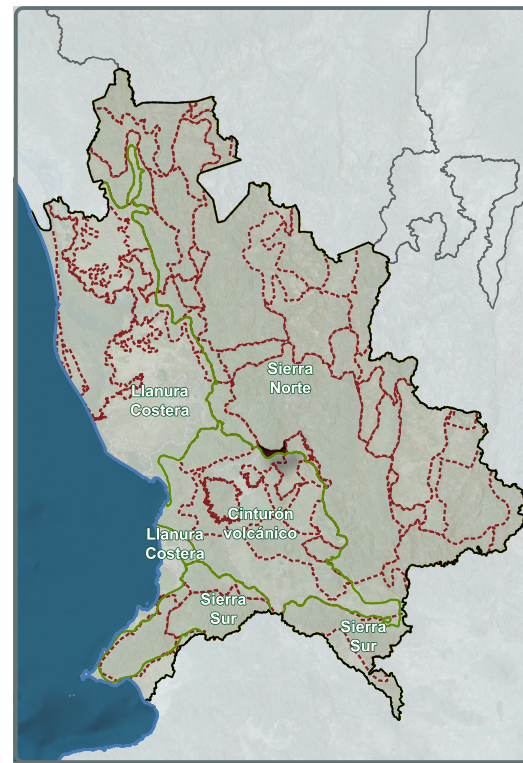 Sierra
Norte
Llanura
Costera
Cinturón
volcánico
Llanura
Costera
Sierra
Sur
Sierra
Sur